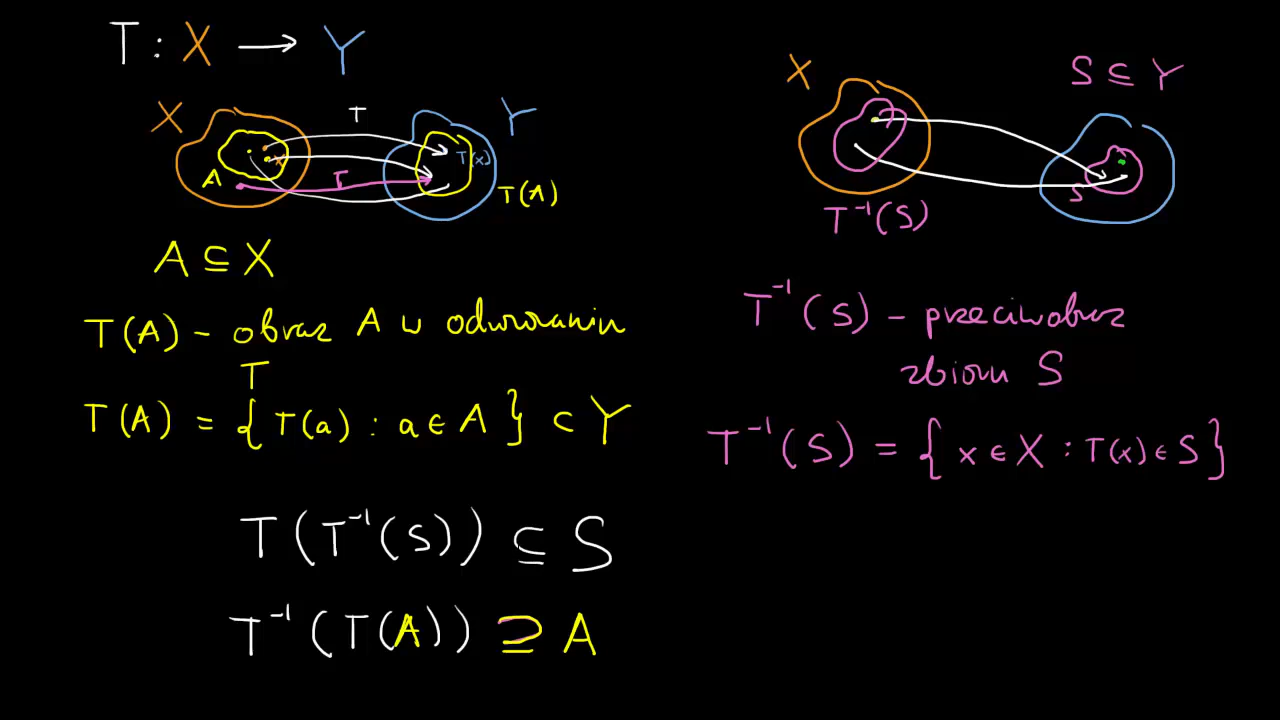 T : X → Y
X T Y
x T(x)
A T T(A)
A ⊆ X
T(A) – obraz A w odwzorowaniu
T
T(A) = { T(a) : a ∈ A } ⊂ Y
T(T⁻¹(S)) ⊆ S
T⁻¹(T(A)) ⊇ A
X S ⊆ Y
S
T⁻¹(S)
T⁻¹(S) – przeciwobraz
zbioru S
T⁻¹(S) = { x ∈ X : T(x) ∈ S }